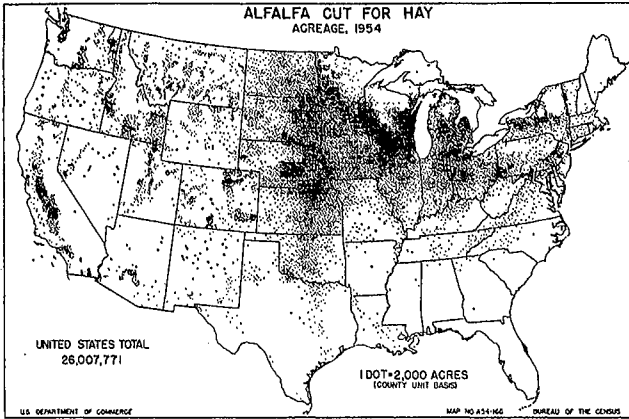 ALFALFA CUT FOR HAY
ACREAGE, 1954
UNITED STATES TOTAL
26,007,771
1 DOT=2,000 ACRES
(COUNTY UNIT BASIS)
U.S. DEPARTMENT OF COMMERCE
MAP NO. A54-166
BUREAU OF THE CENSUS